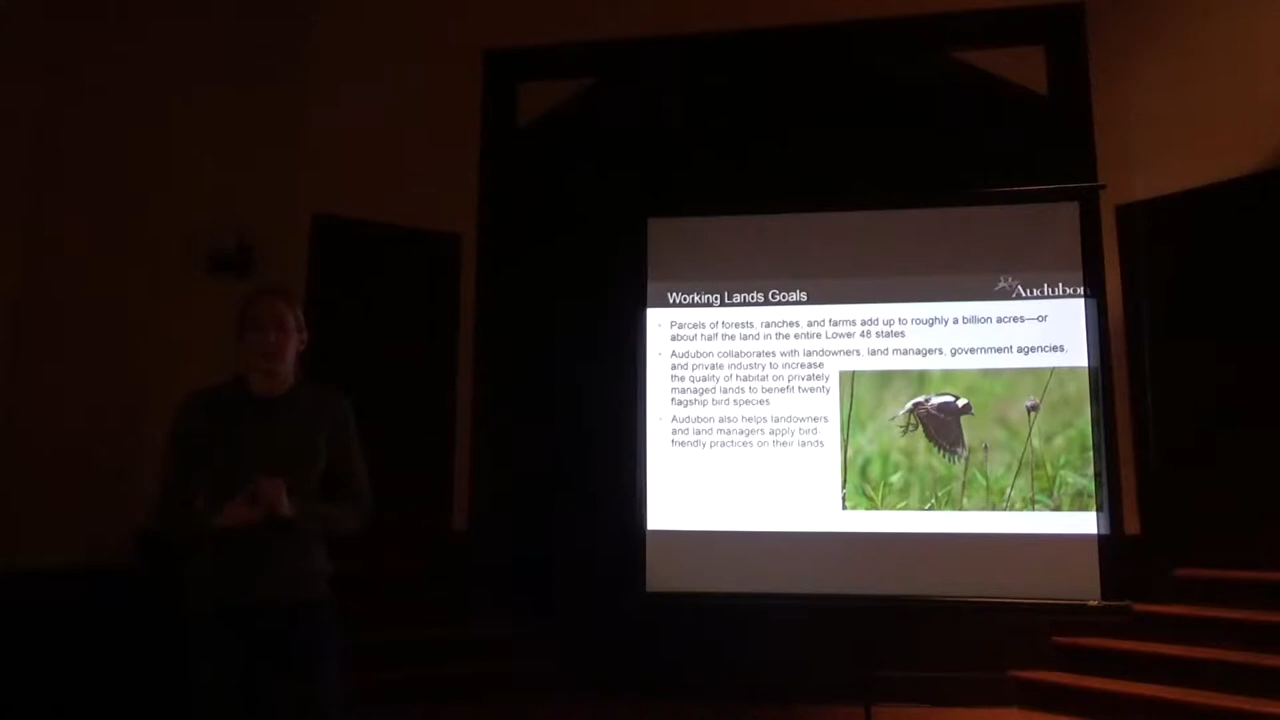 Working Lands Goals
Audubon
Parcels of forests, ranches, and farms add up to roughly a billion acres—or
about half the land in the entire Lower 48 states
Audubon collaborates with landowners, land managers, government agencies,
and private industry to increase
the quality of habitat on privately
managed lands to benefit twenty
flagship bird species
Audubon also helps landowners
and land managers apply bird-
friendly practices on their lands